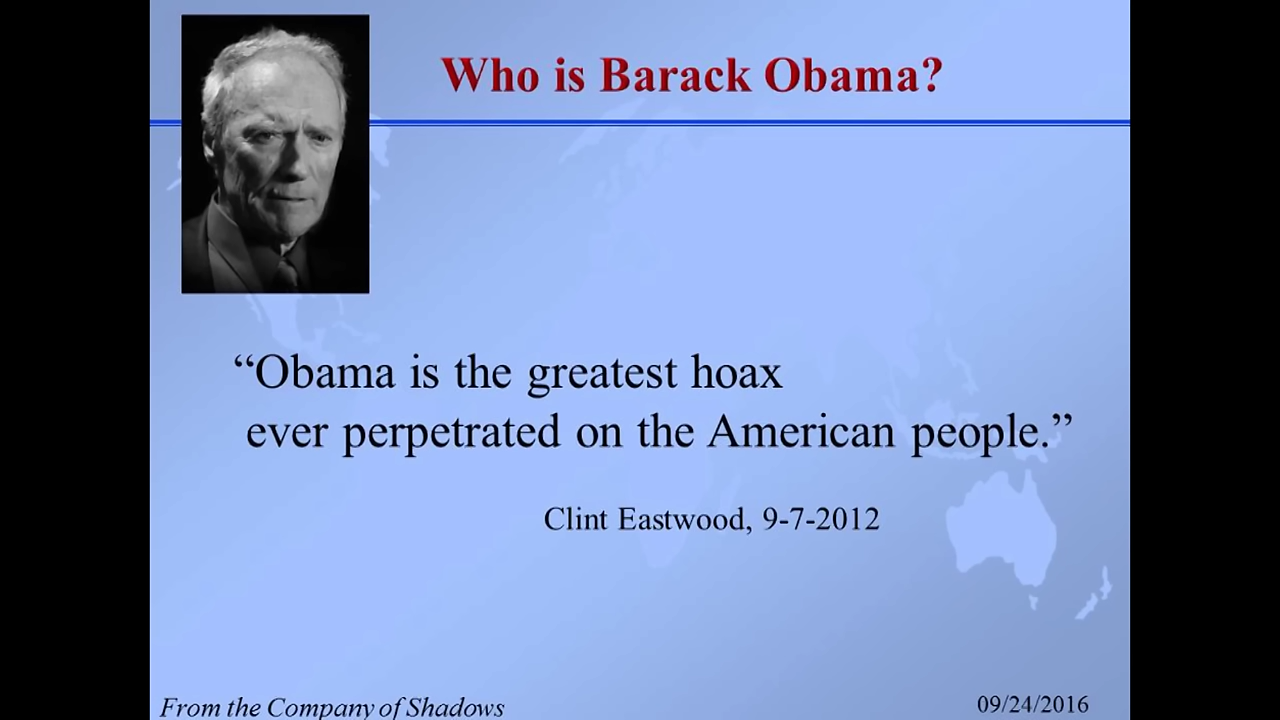 Who is Barack Obama?
“Obama is the greatest hoax
ever perpetrated on the American people.”
Clint Eastwood, 9-7-2012
From the Company of Shadows
09/24/2016